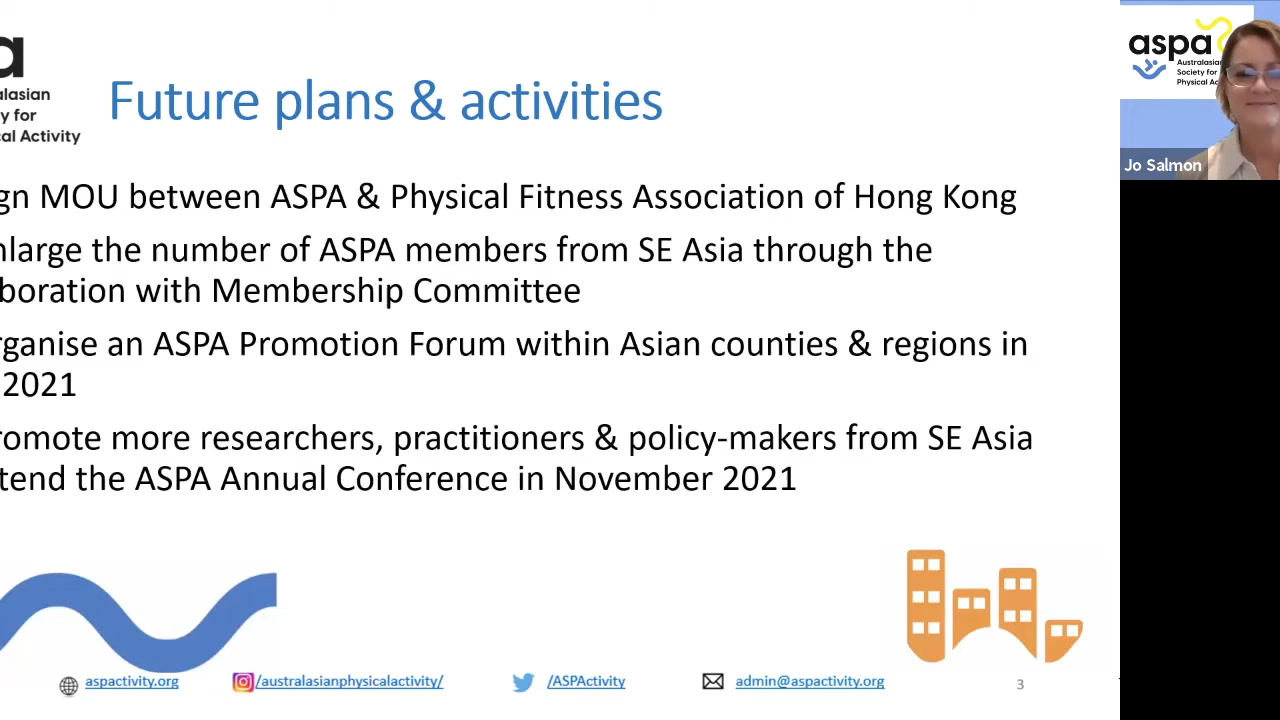 a
alasian
y for
cal Activity
Future plans & activities
gn MOU between ASPA & Physical Fitness Association of Hong Kong
nlarge the number of ASPA members from SE Asia through the
boration with Membership Committee
rganise an ASPA Promotion Forum within Asian counties & regions in
2021
romote more researchers, practitioners & policy-makers from SE Asia
tend the ASPA Annual Conference in November 2021
aspactivity.org
/australasianphysicalactivity/
/ASPActivity
admin@aspactivity.org
3
aspa
Australasian
Society for
Physical Ac
Jo Salmon